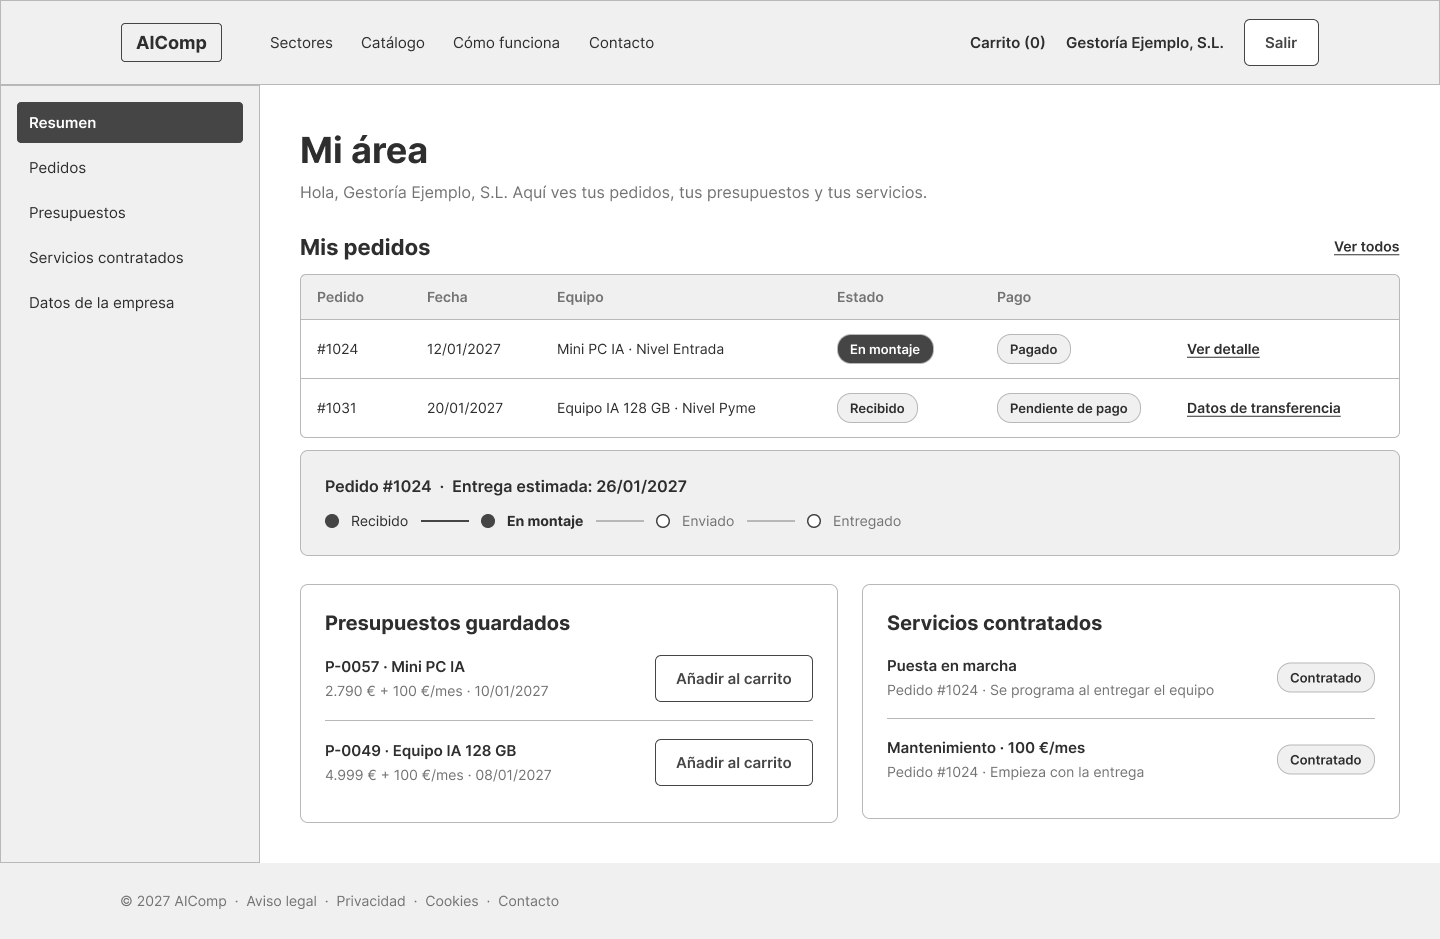 AIComp
Sectores
Catálogo
Cómo funciona
Contacto
Carrito (0)
Gestoría Ejemplo, S.L.
Salir
Resumen
Pedidos
Presupuestos
Servicios contratados
Datos de la empresa
Mi área
Hola, Gestoría Ejemplo, S.L. Aquí ves tus pedidos, tus presupuestos y tus servicios.
Mis pedidos
Ver todos
Pedido Fecha Equipo Estado Pago
#1024 12/01/2027 Mini PC IA · Nivel Entrada En montaje Pagado Ver detalle
#1031 20/01/2027 Equipo IA 128 GB · Nivel Pyme Recibido Pendiente de pago Datos de transferencia
Pedido #1024 · Entrega estimada: 26/01/2027
Recibido En montaje Enviado Entregado
Presupuestos guardados
P-0057 · Mini PC IA
2.790 € + 100 €/mes · 10/01/2027
Añadir al carrito
P-0049 · Equipo IA 128 GB
4.999 € + 100 €/mes · 08/01/2027
Añadir al carrito
Servicios contratados
Puesta en marcha
Pedido #1024 · Se programa al entregar el equipo
Contratado
Mantenimiento · 100 €/mes
Pedido #1024 · Empieza con la entrega
Contratado
© 2027 AIComp · Aviso legal · Privacidad · Cookies · Contacto